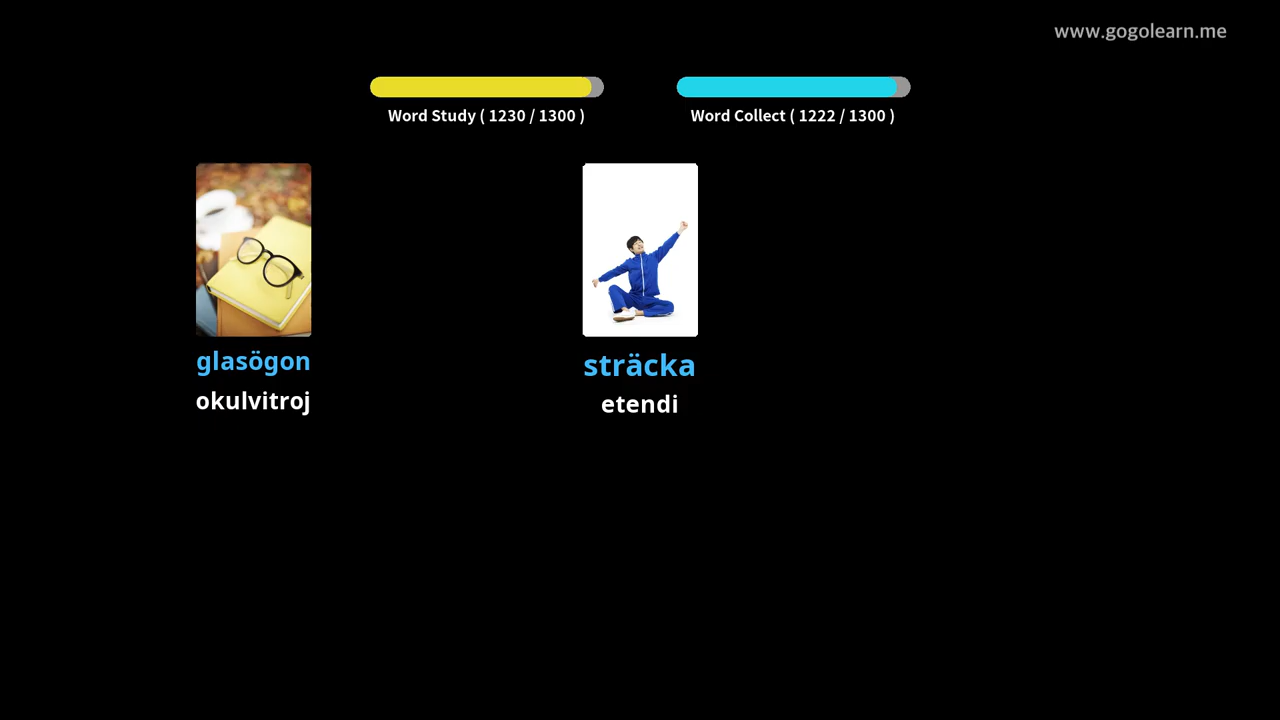 www.gogolearn.me
Word Study ( 1230 / 1300 )
Word Collect ( 1222 / 1300 )
glasögon
okulvitroj
sträcka
etendi